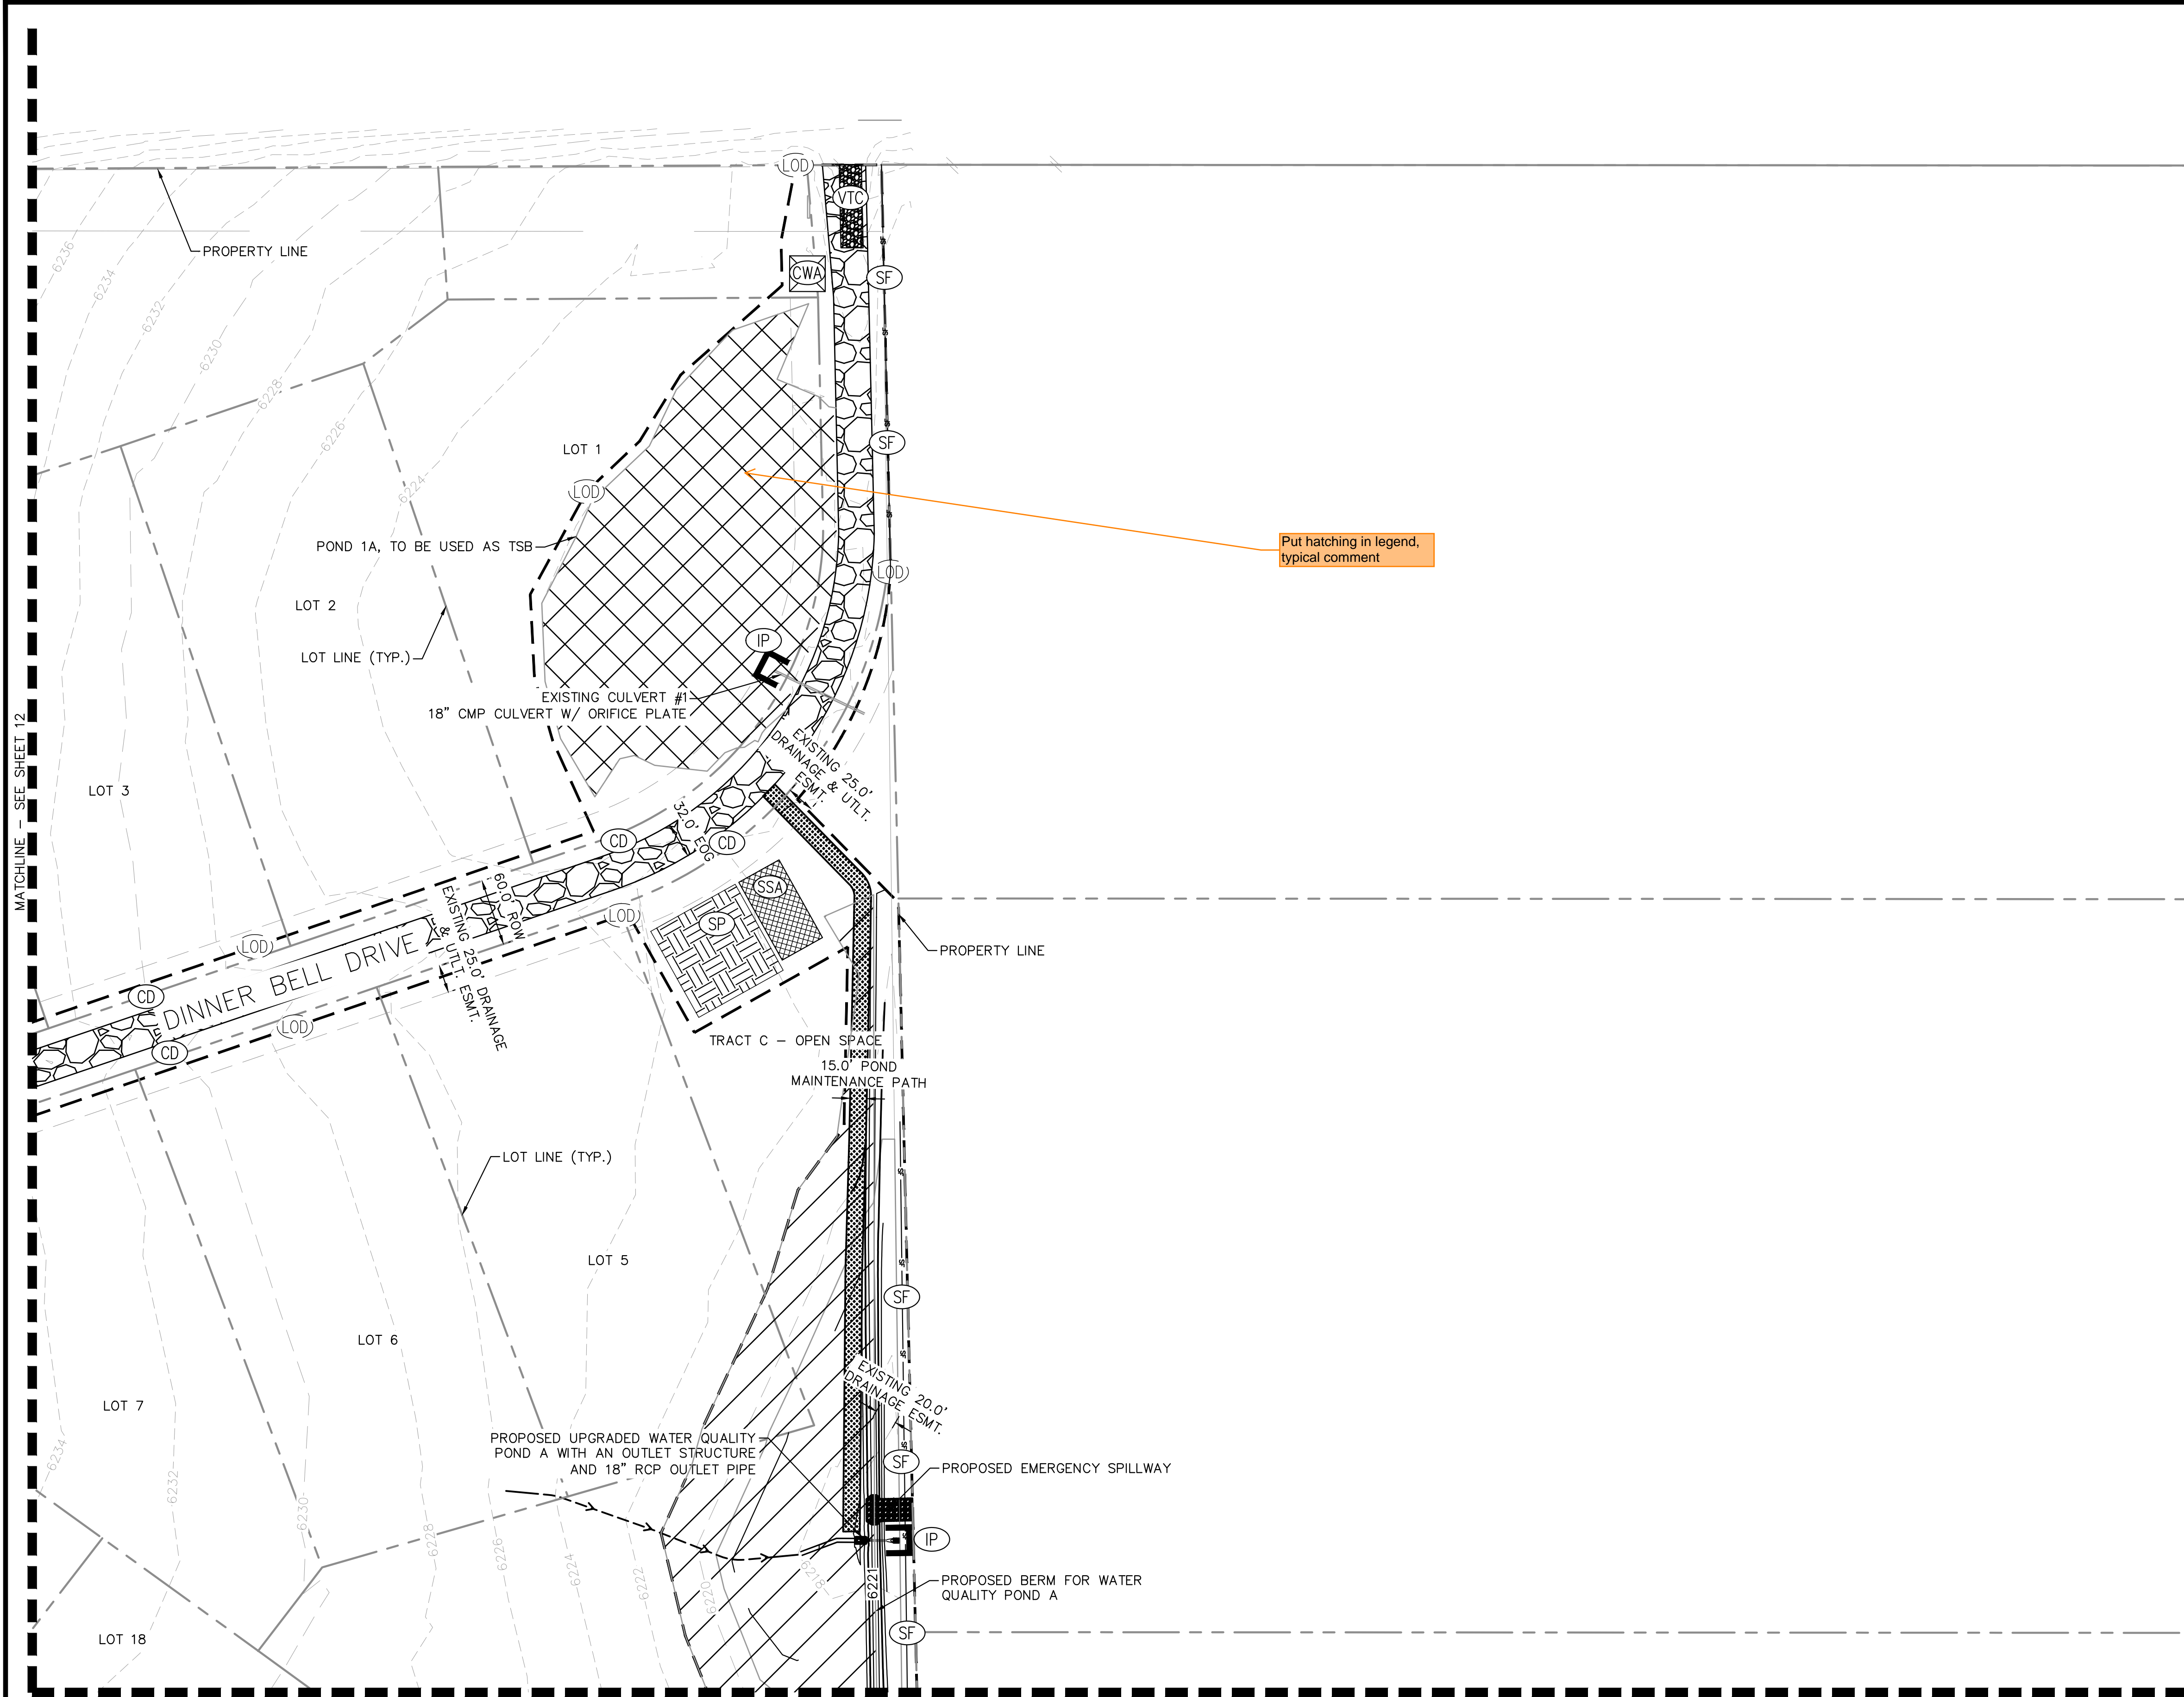 LOD
VTC
PROPERTY LINE
CWA
SF
6236
6234
6232
6230
6228
6226
6224
SF
SF
SF
LOT 1
LOD
SF
Put hatching in legend,
typical comment
POND 1A, TO BE USED AS TSB
LOD
LOT 2
IP
LOT LINE (TYP.)
EXISTING CULVERT #1
18" CMP CULVERT W/ ORIFICE PLATE
EXISTING 25.0'
DRAINAGE & UTLT.
ESMT.
MATCHLINE – SEE SHEET 12
LOT 3
32.0' EOG
CD
CD
SSA
60.0' ROW
LOD
SP
EXISTING 25.0' DRAINAGE
& UTLT. ESMT.
LOD
PROPERTY LINE
DINNER BELL DRIVE
CD
LOD
CD
TRACT C – OPEN SPACE
15.0' POND
MAINTENANCE PATH
LOT LINE (TYP.)
SF
LOT 5
SF
SF
LOT 6
SF
EXISTING 20.0'
DRAINAGE ESMT.
LOT 7
PROPOSED UPGRADED WATER QUALITY
POND A WITH AN OUTLET STRUCTURE
AND 18" RCP OUTLET PIPE
SF
SF
PROPOSED EMERGENCY SPILLWAY
6234
6232
6230
6228
6226
6224
6222
6220
6218
6221
IP
PROPOSED BERM FOR WATER
QUALITY POND A
LOT 18
SF